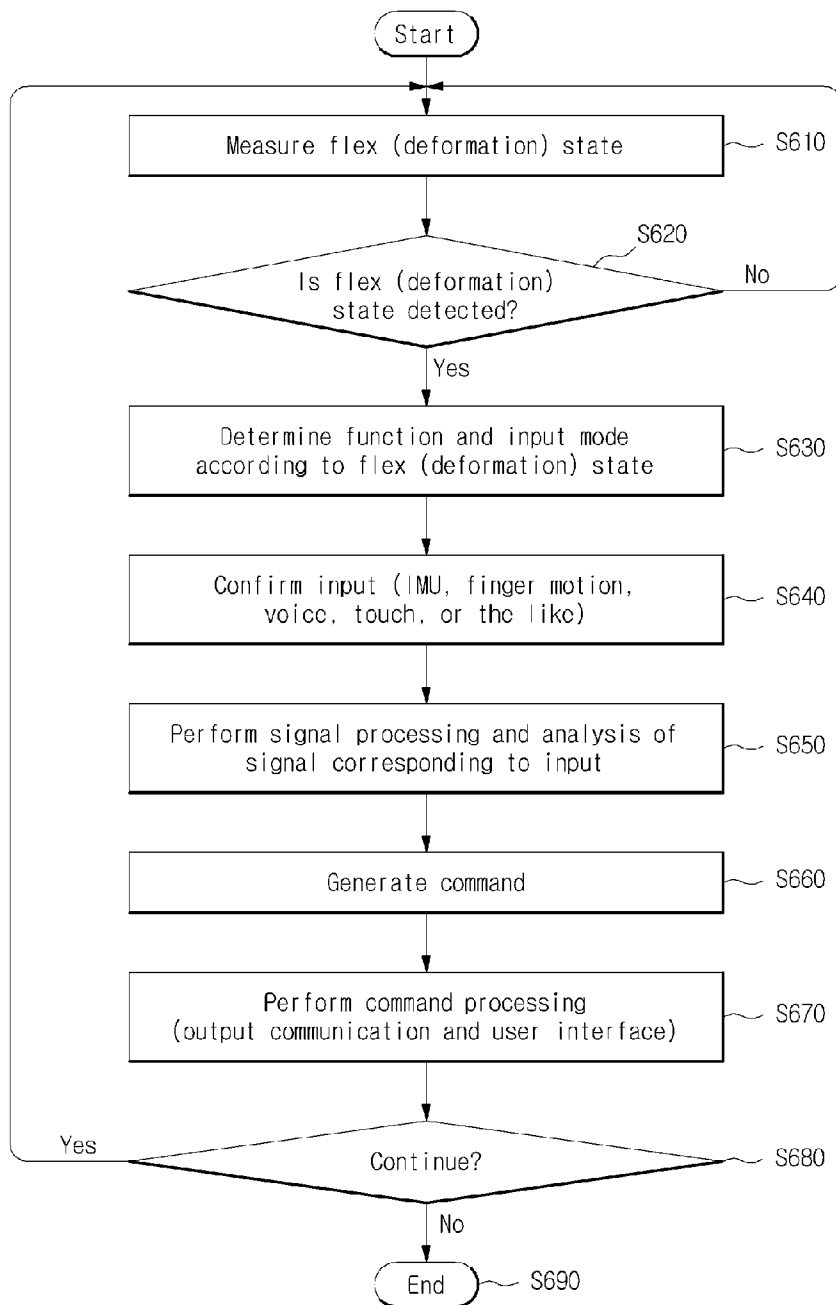 Start
Measure flex (deformation) state
S610
S620
Is flex (deformation)
state detected?
No
Yes
Determine function and input mode
according to flex (deformation) state
S630
Confirm input (IMU, finger motion,
voice, touch, or the like)
S640
Perform signal processing and analysis of
signal corresponding to input
S650
Generate command
S660
Perform command processing
(output communication and user interface)
S670
Yes
Continue?
S680
No
End
S690